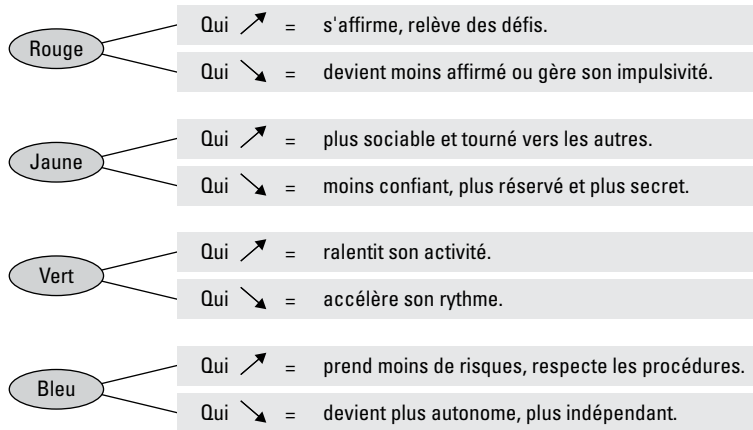 Rouge
Qui ↗ = s'affirme, relève des défis.
Qui ↘ = devient moins affirmé ou gère son impulsivité.
Jaune
Qui ↗ = plus sociable et tourné vers les autres.
Qui ↘ = moins confiant, plus réservé et plus secret.
Vert
Qui ↗ = ralentit son activité.
Qui ↘ = accélère son rythme.
Bleu
Qui ↗ = prend moins de risques, respecte les procédures.
Qui ↘ = devient plus autonome, plus indépendant.